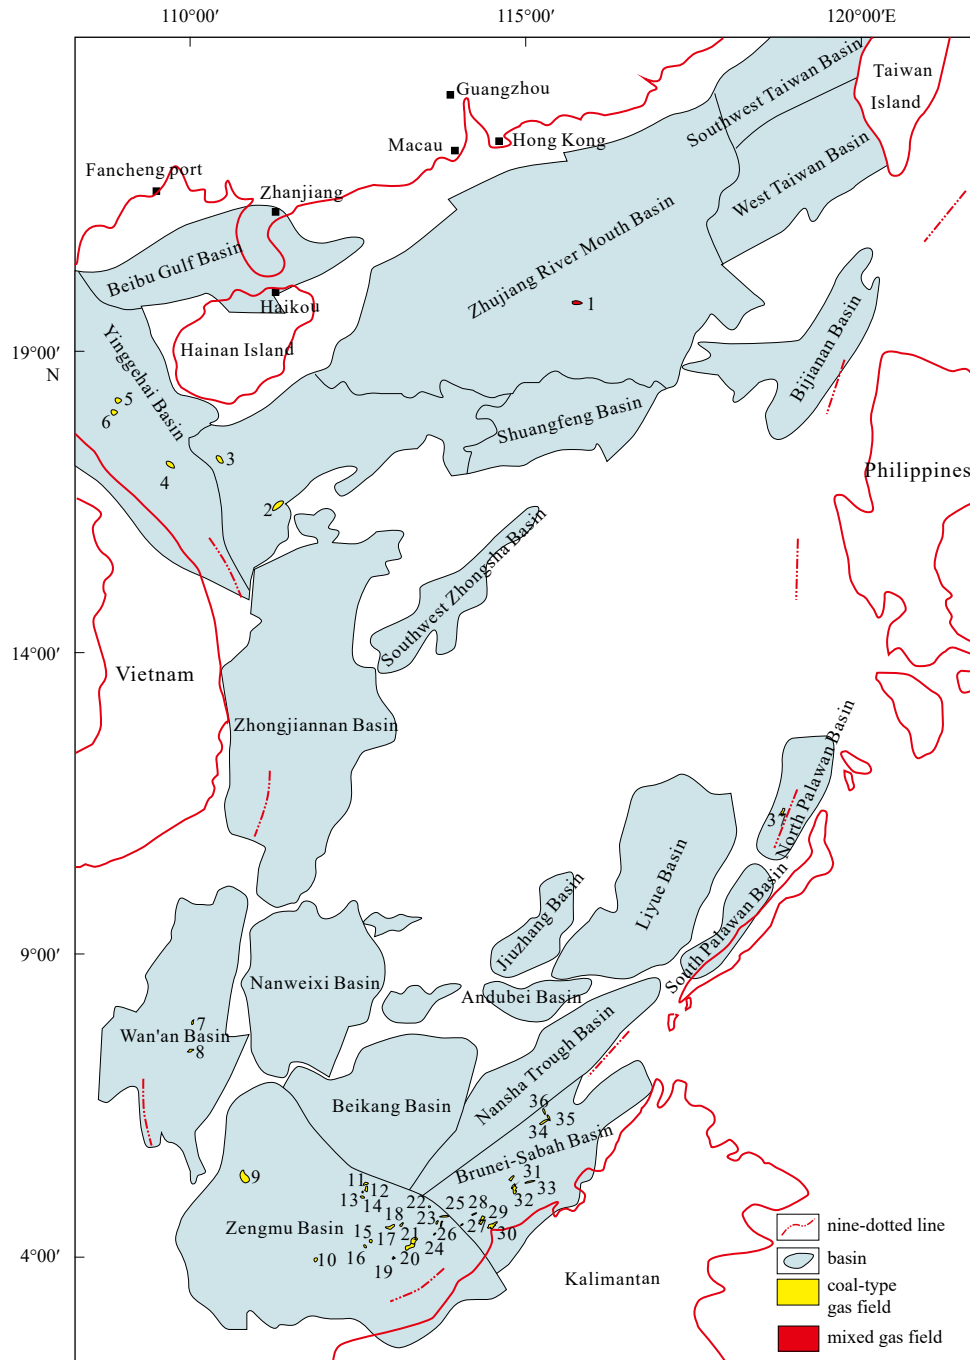 110°00′
115°00′
120°00′E
Guangzhou
Taiwan
Island
Southwest Taiwan Basin
Macau
Hong Kong
Fancheng port
Zhanjiang
West Taiwan Basin
Beibu Gulf Basin
Zhujiang River Mouth Basin
Haikou
1
19°00′
N
Hainan Island
Yinggehai Basin
Bijianan Basin
5
6
Shuangfeng Basin
3
4
Philippines
2
Southwest Zhongsha Basin
14°00′
Vietnam
Zhongjiannan Basin
North Palawan Basin
3
Liyue Basin
Jiuzhang Basin
South Palawan Basin
9°00′
Nanweixi Basin
Andubei Basin
7
Wan'an Basin
8
Nansha Trough Basin
Beikang Basin
36
35
34
Brunei-Sabah Basin
9
11
12
13
14
31
33
32
22
25
28
29
Zengmu Basin
18
23
15
17
21
26
27
30
16
24
10
20
19
4°00′
Kalimantan
nine-dotted line
basin
coal-type
gas field
mixed gas field